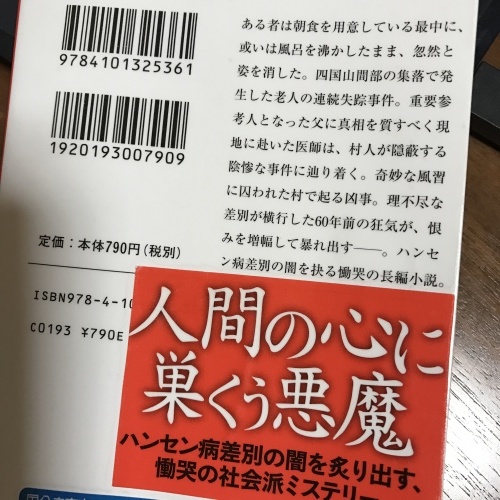 9784101325361
1920193007909
定価：本体790円（税別）
ISBN978-4-10
C0193 ¥790E
ある者は朝食を用意している最中に、
或いは風呂を沸かしたまま、忽然と
姿を消した。四国山間部の集落で発
生した老人の連続失踪事件。重要参
考人となった父に真相を質すべく現
地に赴いた医師は、村人が隠蔽する
陰惨な事件に辿り着く。奇妙な風習
に囚われた村で起る凶事。理不尽な
差別が横行した60年前の狂気が、恨
みを増幅して暴れ出す――。ハンセ
ン病差別の闇を抉る慟哭の長編小説。
人間の心に
巣くう悪魔
ハンセン病差別の闇を炙り出す、
慟哭の社会派ミステリー